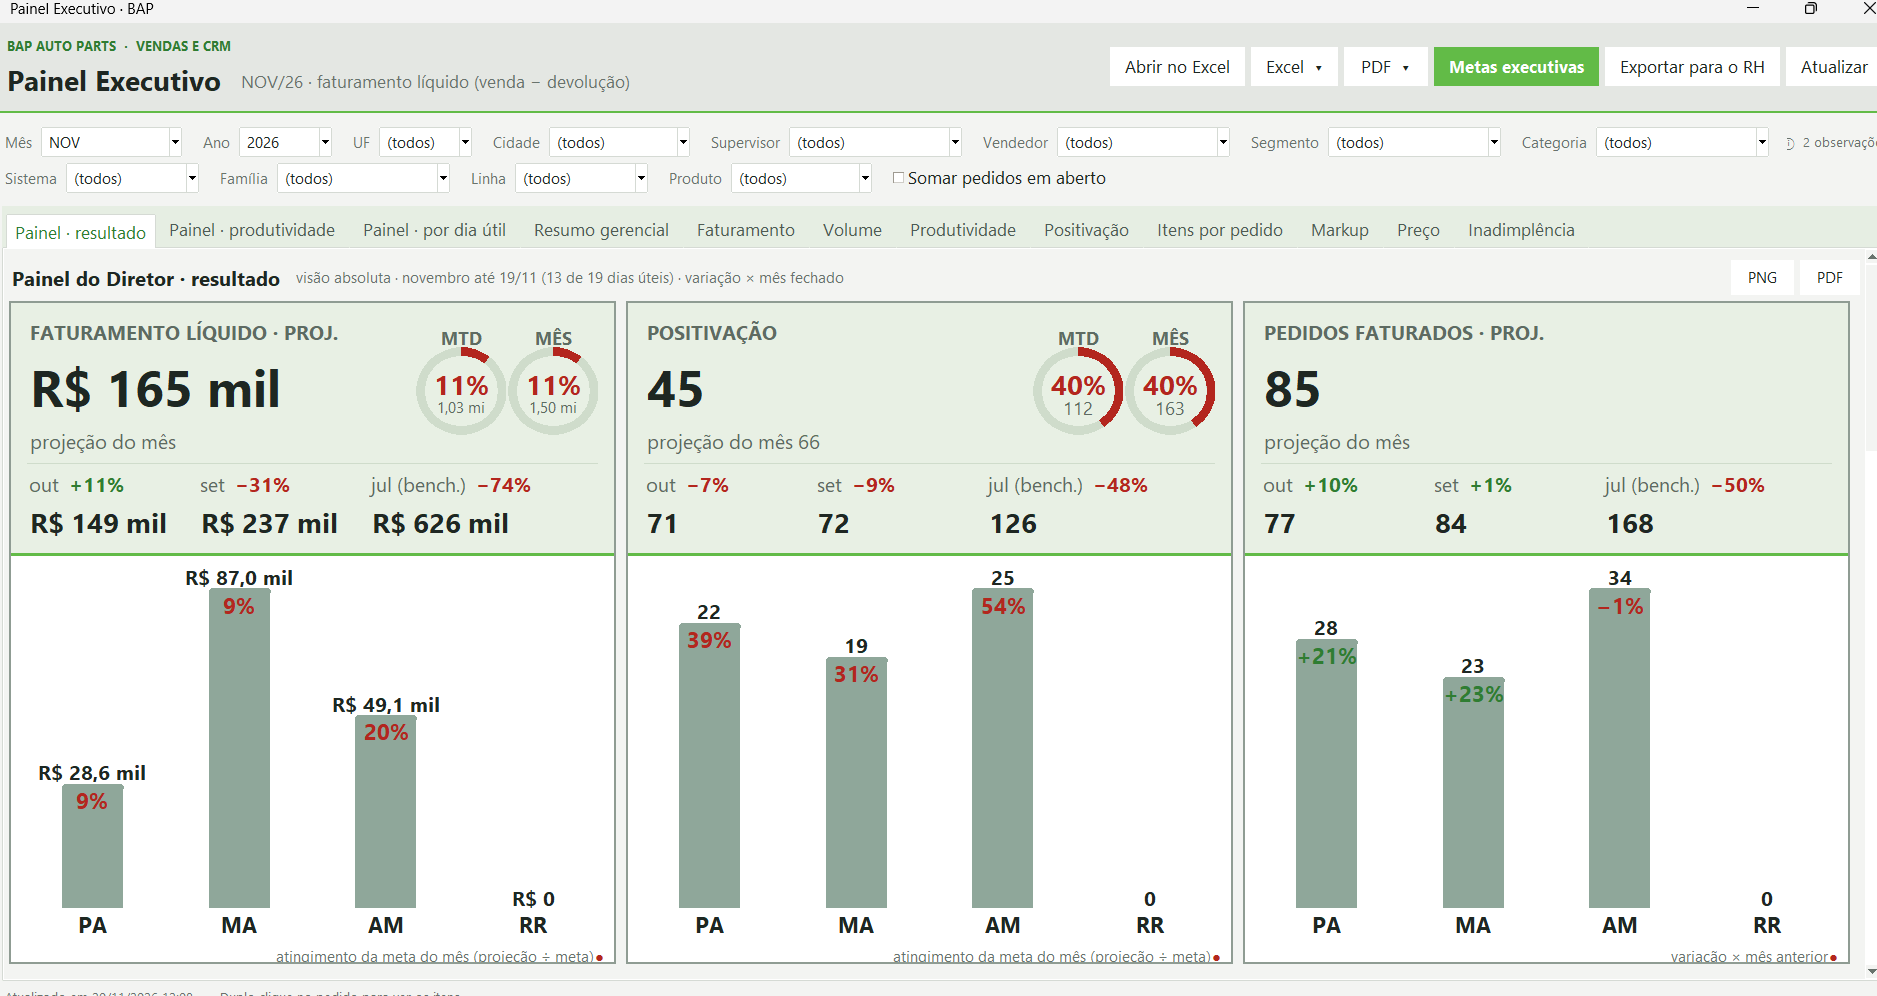 Painel Executivo · BAP
BAP AUTO PARTS · VENDAS E CRM
Painel Executivo NOV/26 · faturamento líquido (venda − devolução)
Abrir no Excel Excel ▾ PDF ▾ Metas executivas Exportar para o RH Atualizar
Mês NOV Ano 2026 UF (todos) Cidade (todos) Supervisor (todos) Vendedor (todos) Segmento (todos) Categoria (todos) 2 observaçõ
Sistema (todos) Família (todos) Linha (todos) Produto (todos) Somar pedidos em aberto
Painel · resultado Painel · produtividade Painel · por dia útil Resumo gerencial Faturamento Volume Produtividade Positivação Itens por pedido Markup Preço Inadimplência
Painel do Diretor · resultado visão absoluta · novembro até 19/11 (13 de 19 dias úteis) · variação × mês fechado PNG PDF
FATURAMENTO LÍQUIDO · PROJ.
MTD MÊS
R$ 165 mil
11% 11%
1,03 mi 1,50 mi
projeção do mês
out +11% set −31% jul (bench.) −74%
R$ 149 mil R$ 237 mil R$ 626 mil
R$ 87,0 mil
9%
R$ 49,1 mil
20%
R$ 28,6 mil
9%
R$ 0
PA MA AM RR
atingimento da meta do mês (projeção ÷ meta)
POSITIVAÇÃO
MTD MÊS
45
40% 40%
112 163
projeção do mês 66
out −7% set −9% jul (bench.) −48%
71 72 126
25
54%
22
39%
19
31%
0
PA MA AM RR
atingimento da meta do mês (projeção ÷ meta)
PEDIDOS FATURADOS · PROJ.
85
projeção do mês
out +10% set +1% jul (bench.) −50%
77 84 168
34
−1%
28
+21%
23
+23%
0
PA MA AM RR
variação × mês anterior